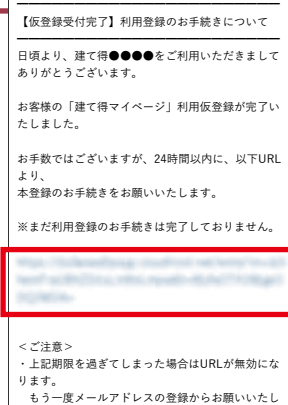 【仮登録受付完了】利用登録のお手続きについて
日頃より、建て得●●●●をご利用いただきまして
ありがとうございます。
お客様の「建て得マイページ」利用仮登録が完了い
たしました。
お手数ではございますが、24時間以内に、以下URL
より、
本登録のお手続きをお願いいたします。
※まだ利用登録のお手続きは完了しておりません。
＜ご注意＞
・上記期限を過ぎてしまった場合はURLが無効にな
ります。
もう一度メールアドレスの登録からお願いいたし